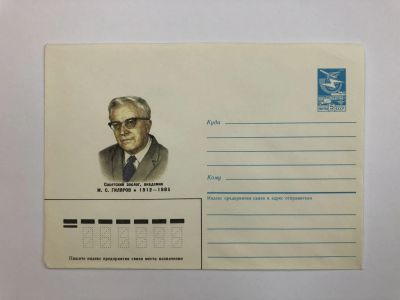 Советский зоолог, академик
М. С. ГИЛЯРОВ • 1912—1985
Куда
Кому
Индекс предприятия связи и адрес отправителя
Пишите индекс предприятия связи места назначения